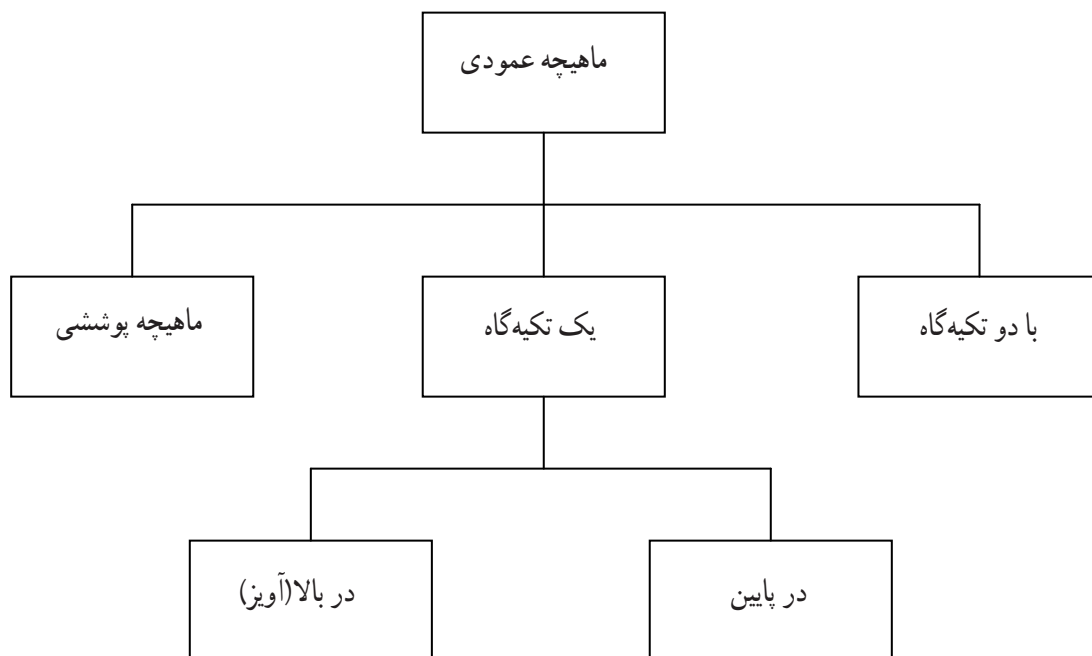 ماهیچه عمودی
با دو تکیه‌گاه
یک تکیه‌گاه
ماهیچه پوششی
در پایین
در بالا(آویز)